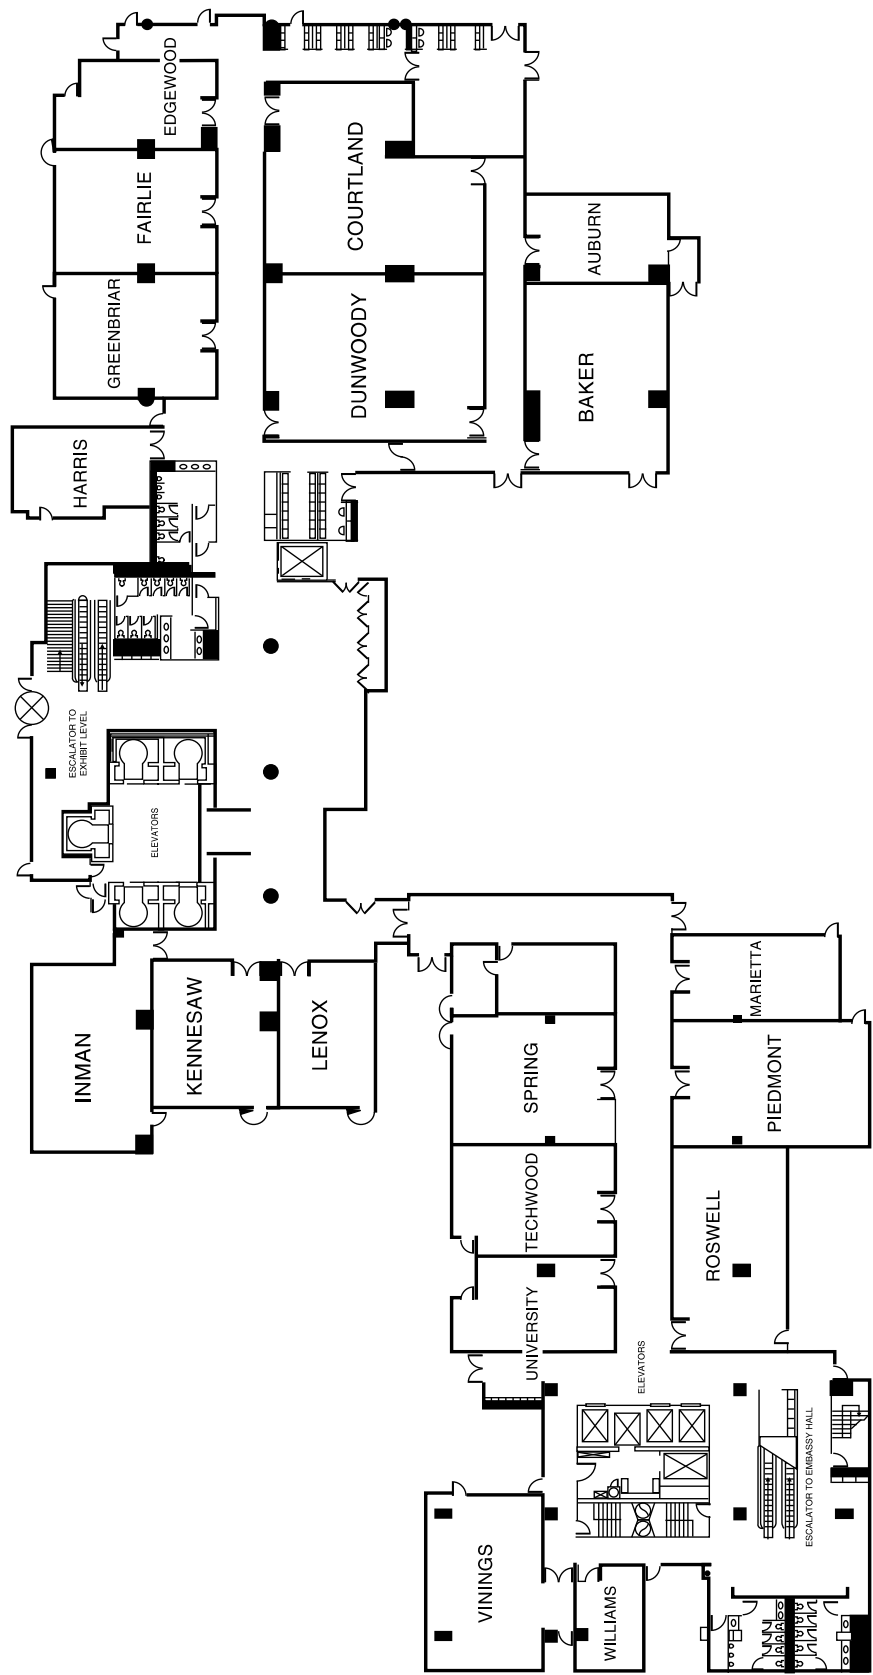 EDGEWOOD
FAIRLIE
COURTLAND
AUBURN
GREENBRIAR
DUNWOODY
BAKER
HARRIS
ESCALATOR TO
EXHIBIT LEVEL
ELEVATORS
INMAN
KENNESAW
LENOX
SPRING
MARIETTA
PIEDMONT
TECHWOOD
ROSWELL
UNIVERSITY
ELEVATORS
ESCALATOR TO EMBASSY HALL
VININGS
WILLIAMS